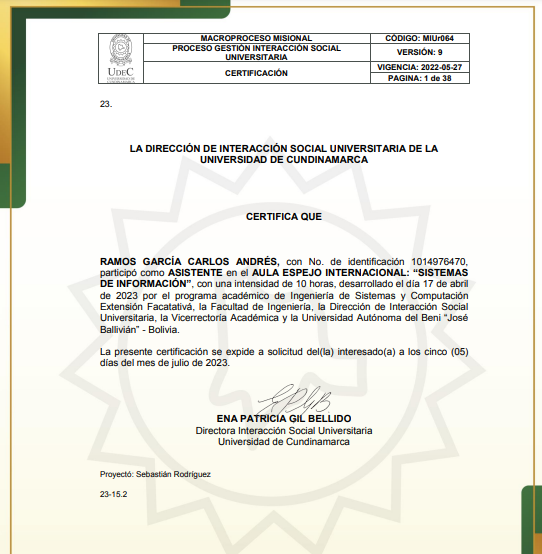 MACROPROCESO MISIONAL
CÓDIGO: MIUr064
PROCESO GESTIÓN INTERACCIÓN SOCIAL
UNIVERSITARIA
VERSIÓN: 9
CERTIFICACIÓN
VIGENCIA: 2022-05-27
PAGINA: 1 de 38
UDEC
UNIVERSIDAD DE
CUNDINAMARCA
23.
LA DIRECCIÓN DE INTERACCIÓN SOCIAL UNIVERSITARIA DE LA
UNIVERSIDAD DE CUNDINAMARCA
CERTIFICA QUE
RAMOS GARCÍA CARLOS ANDRÉS, con No. de identificación 1014976470,
participó como ASISTENTE en el AULA ESPEJO INTERNACIONAL: “SISTEMAS
DE INFORMACIÓN”, con una intensidad de 10 horas, desarrollado el día 17 de abril
de 2023 por el programa académico de Ingeniería de Sistemas y Computación
Extensión Facatativá, la Facultad de Ingeniería, la Dirección de Interacción Social
Universitaria, la Vicerrectoría Académica y la Universidad Autónoma del Beni “José
Ballivián” - Bolivia.
La presente certificación se expide a solicitud del(la) interesado(a) a los cinco (05)
días del mes de julio de 2023.
ENA PATRICIA GIL BELLIDO
Directora Interacción Social Universitaria
Universidad de Cundinamarca
Proyectó: Sebastián Rodríguez
23-15.2